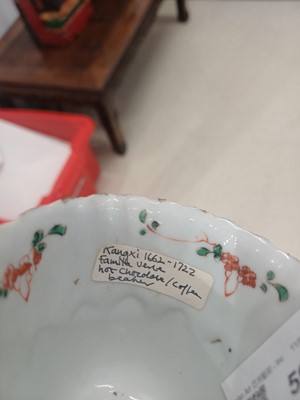 Kangxi 1662-1722
Famille verte
hot chocolate/coffee
beaker